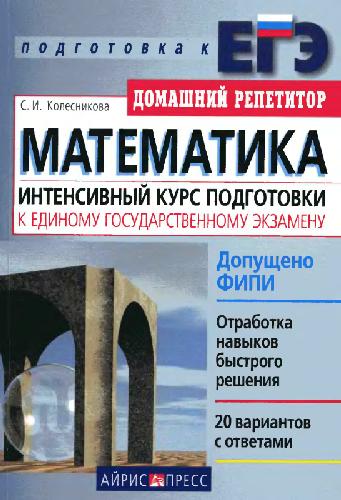 подготовка к ЕГЭ
ДОМАШНИЙ РЕПЕТИТОР
С. И. Колесникова
МАТЕМАТИКА
ИНТЕНСИВНЫЙ КУРС ПОДГОТОВКИ
К ЕДИНОМУ ГОСУДАРСТВЕННОМУ ЭКЗАМЕНУ
Допущено
ФИПИ
Отработка
навыков
быстрого
решения
20 вариантов
с ответами
АЙРИС ПРЕСС